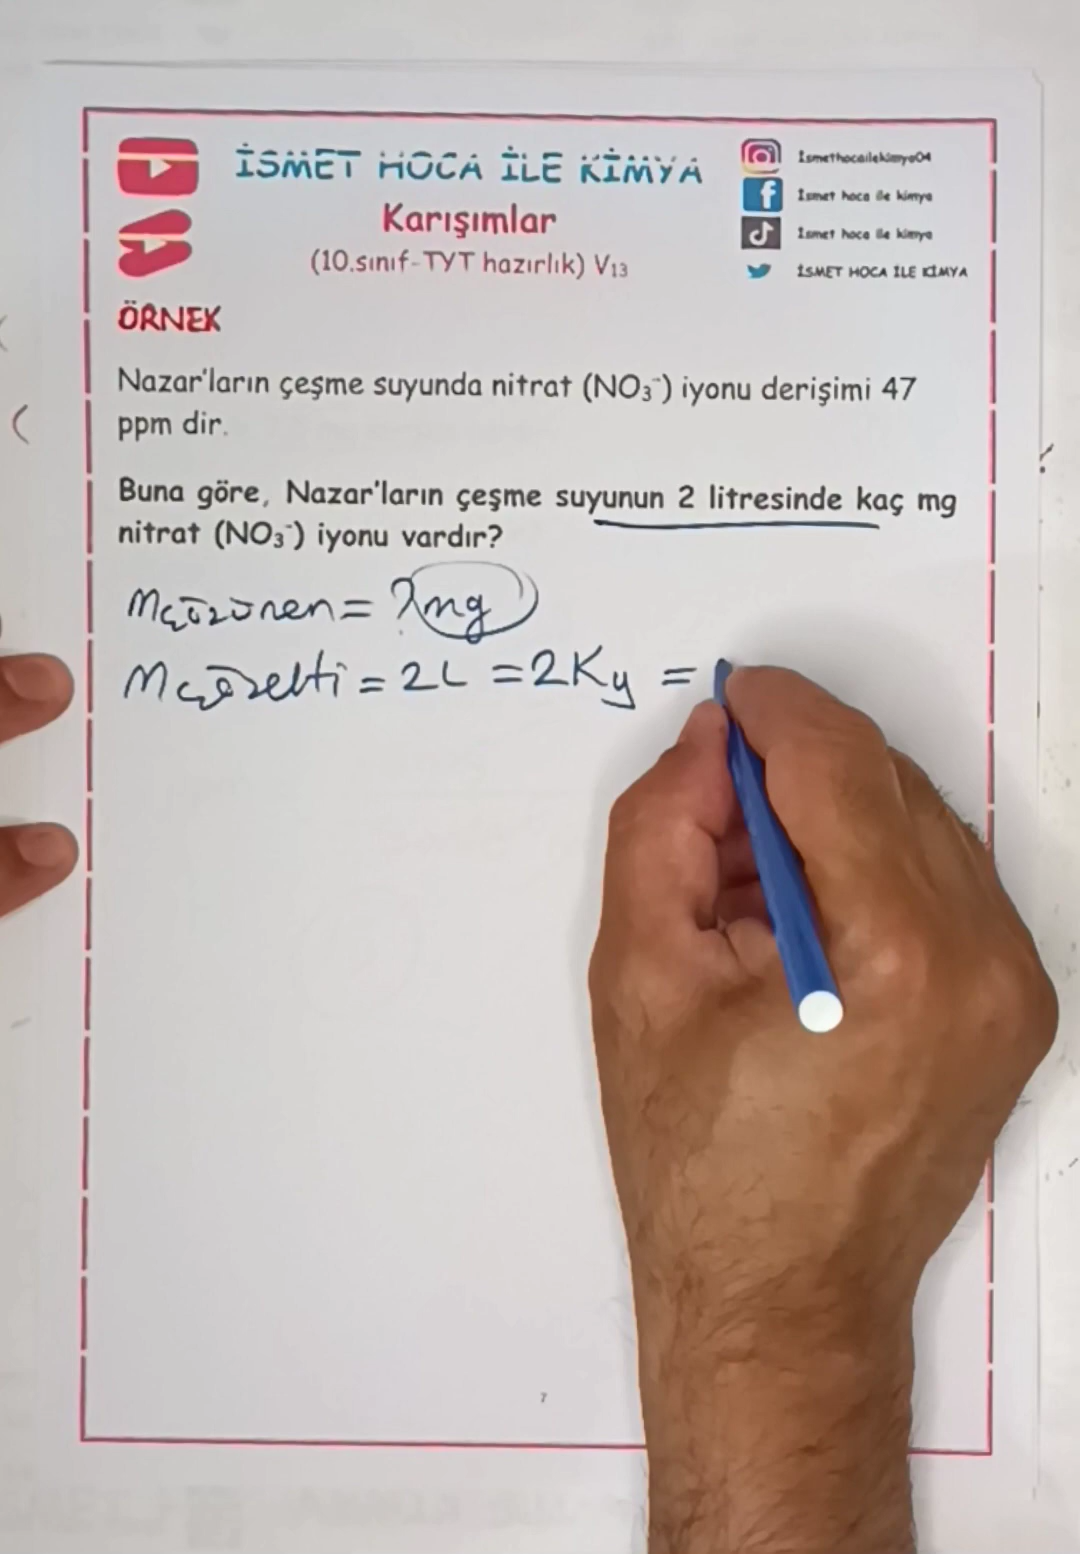 İSMET HOCA İLE KİMYA
Karışımlar
(10.sınıf-TYT hazırlık) V13
İsmethocailekimya04
İsmet hoca ile kimya
İsmet hoca ile kimya
İSMET HOCA İLE KİMYA
ÖRNEK
Nazar'ların çeşme suyunda nitrat (NO₃⁻) iyonu derişimi 47
ppm dir.
Buna göre, Nazar'ların çeşme suyunun 2 litresinde kaç mg
nitrat (NO₃⁻) iyonu vardır?
mçözünen = ?mg
mçözelti = 2L = 2Kg =
7